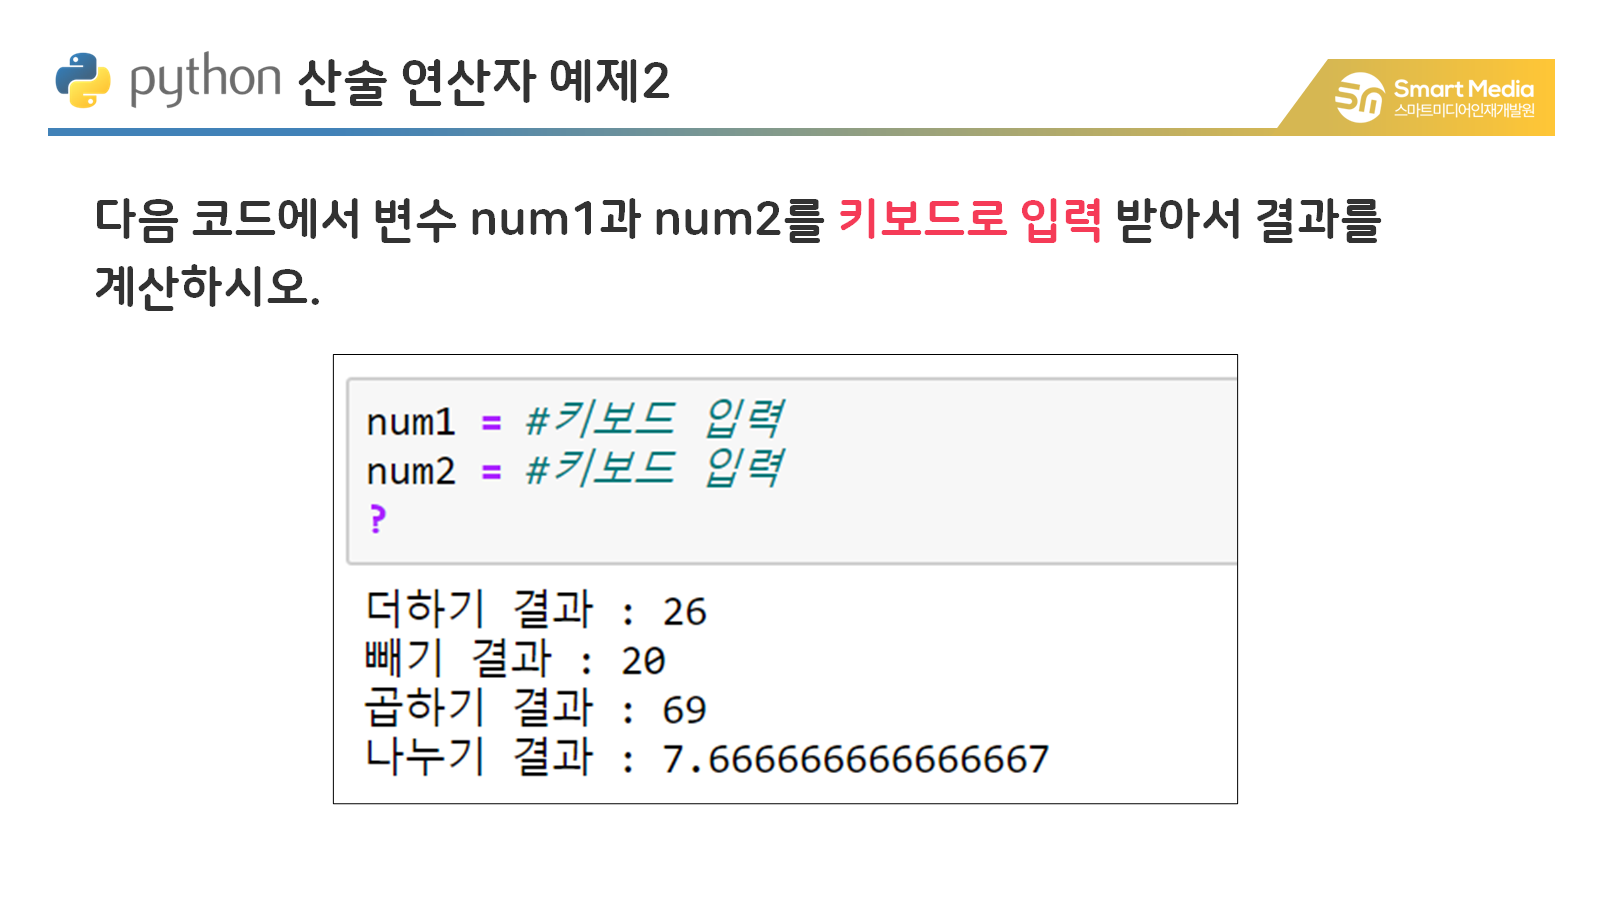 python 산술 연산자 예제2
Smart Media
스마트미디어인재개발원
다음 코드에서 변수 num1과 num2를 키보드로 입력 받아서 결과를
계산하시오.
num1 = #키보드 입력
num2 = #키보드 입력
?
더하기 결과 : 26
빼기 결과 : 20
곱하기 결과 : 69
나누기 결과 : 7.666666666666667